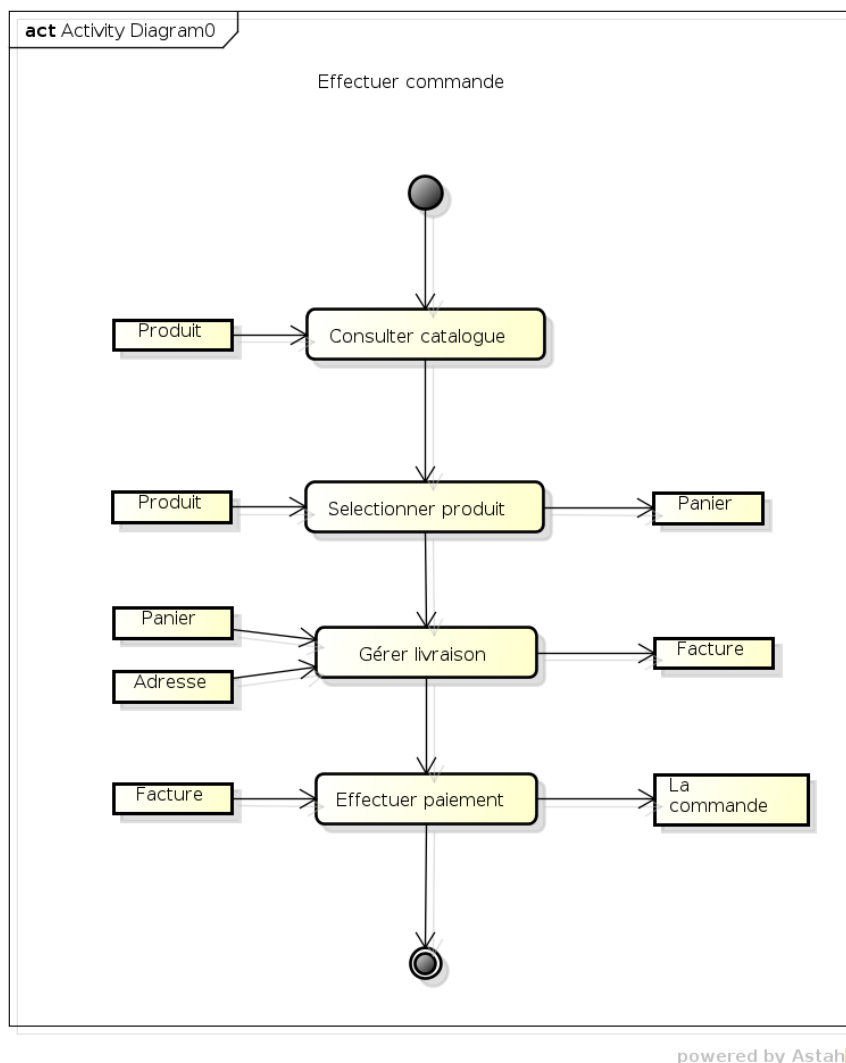 act Activity Diagram0
Effectuer commande
Produit
Consulter catalogue
Produit
Selectionner produit
Panier
Panier
Adresse
Gérer livraison
Facture
Facture
Effectuer paiement
La
commande
powered by Astah